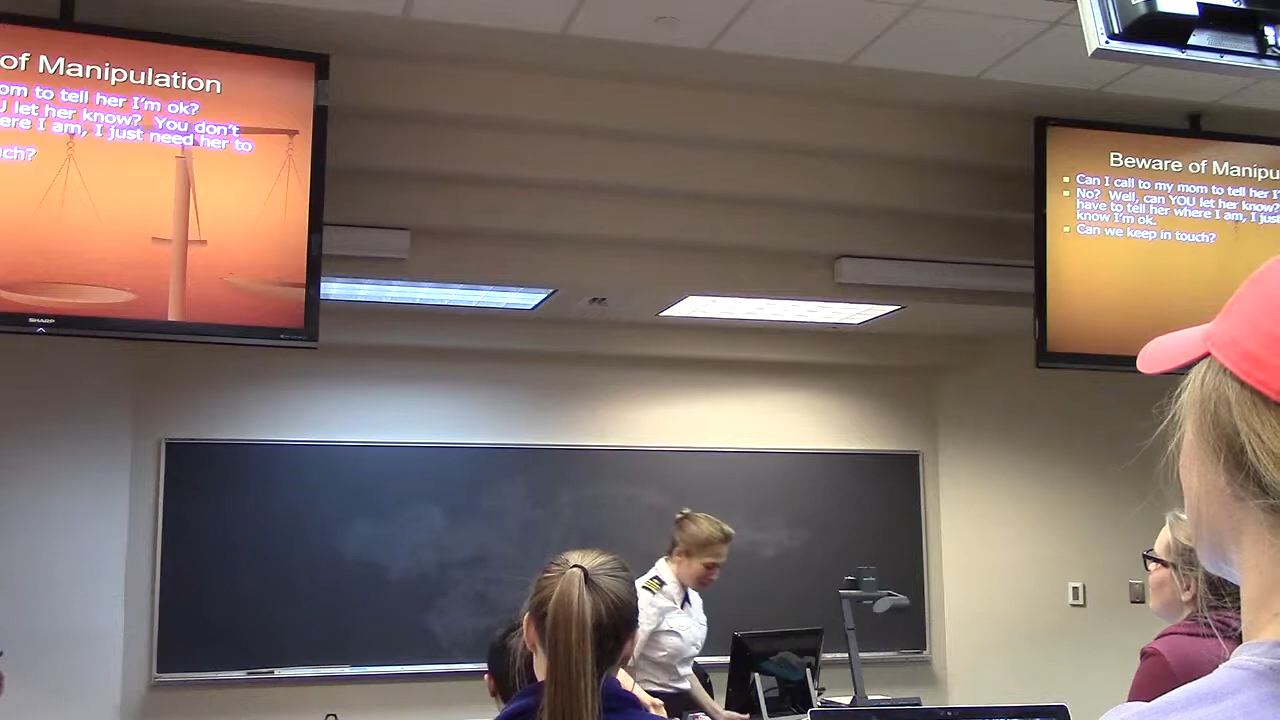 of Manipulation
om to tell her I'm ok?
U let her know? You don't
ere I am, I just need her to
uch?
SHARP
Beware of Manipu
Can I call to my mom to tell her I'
No? Well, can YOU let her know?
have to tell her where I am, I jus
know I'm ok.
Can we keep in touch?